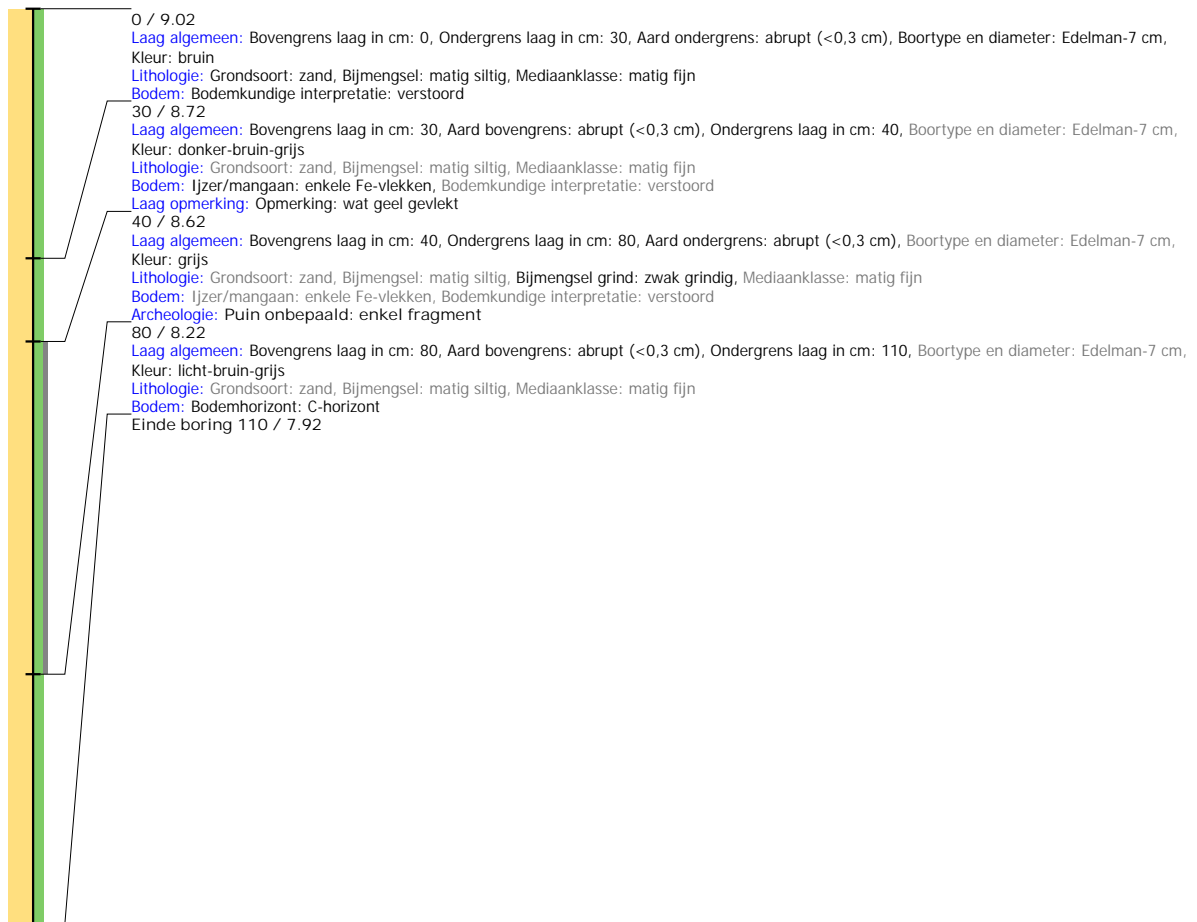 0 / 9.02
Laag algemeen: Bovengrens laag in cm: 0, Ondergrens laag in cm: 30, Aard ondergrens: abrupt (<0,3 cm), Boortype en diameter: Edelman-7 cm,
Kleur: bruin
Lithologie: Grondsoort: zand, Bijmengsel: matig siltig, Mediaanklasse: matig fijn
Bodem: Bodemkundige interpretatie: verstoord
30 / 8.72
Laag algemeen: Bovengrens laag in cm: 30, Aard bovengrens: abrupt (<0,3 cm), Ondergrens laag in cm: 40, Boortype en diameter: Edelman-7 cm,
Kleur: donker-bruin-grijs
Lithologie: Grondsoort: zand, Bijmengsel: matig siltig, Mediaanklasse: matig fijn
Bodem: Ijzer/mangaan: enkele Fe-vlekken, Bodemkundige interpretatie: verstoord
Laag opmerking: Opmerking: wat geel gevlekt
40 / 8.62
Laag algemeen: Bovengrens laag in cm: 40, Ondergrens laag in cm: 80, Aard ondergrens: abrupt (<0,3 cm), Boortype en diameter: Edelman-7 cm,
Kleur: grijs
Lithologie: Grondsoort: zand, Bijmengsel: matig siltig, Bijmengsel grind: zwak grindig, Mediaanklasse: matig fijn
Bodem: Ijzer/mangaan: enkele Fe-vlekken, Bodemkundige interpretatie: verstoord
Archeologie: Puin onbepaald: enkel fragment
80 / 8.22
Laag algemeen: Bovengrens laag in cm: 80, Aard bovengrens: abrupt (<0,3 cm), Ondergrens laag in cm: 110, Boortype en diameter: Edelman-7 cm,
Kleur: licht-bruin-grijs
Lithologie: Grondsoort: zand, Bijmengsel: matig siltig, Mediaanklasse: matig fijn
Bodem: Bodemhorizont: C-horizont
Einde boring 110 / 7.92